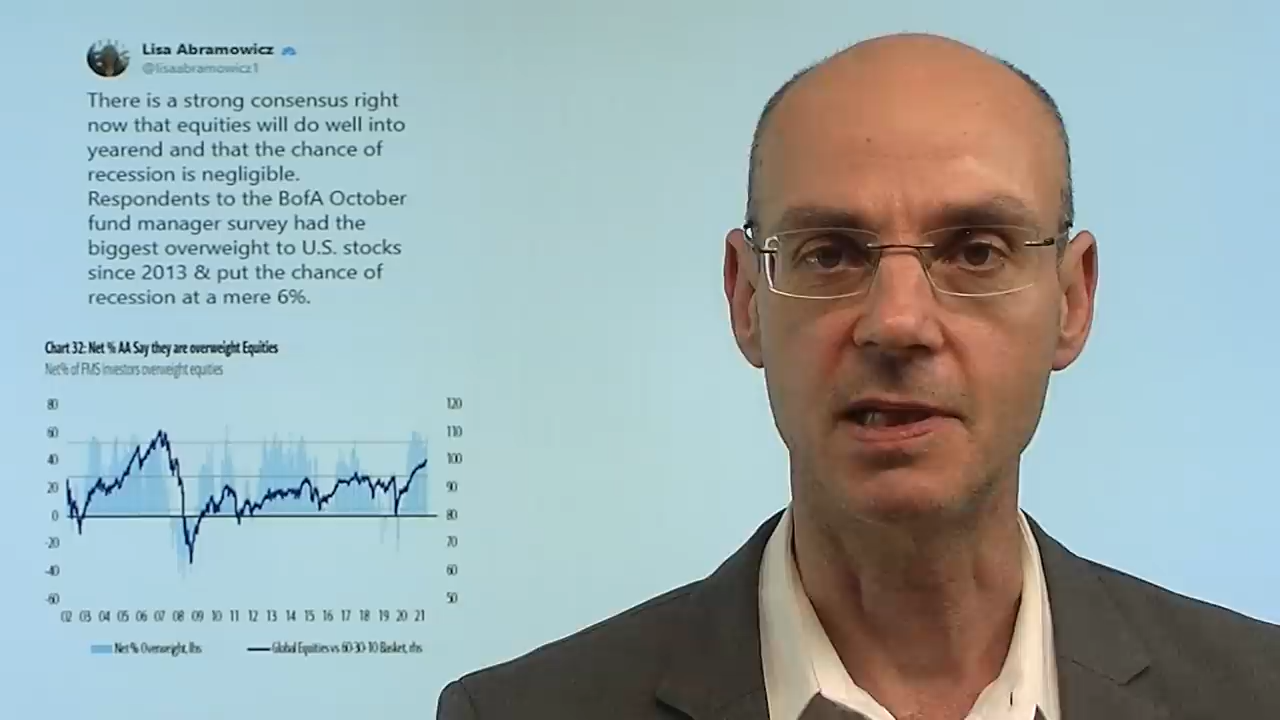 Lisa Abramowicz
@lisaabramowicz1
There is a strong consensus right
now that equities will do well into
yearend and that the chance of
recession is negligible.
Respondents to the BofA October
fund manager survey had the
biggest overweight to U.S. stocks
since 2013 & put the chance of
recession at a mere 6%.
Chart 32: Net % AA Say they are overweight Equities
Net% of FMS investors overweight equities
80 120
60 110
40 100
20 90
0 80
-20 70
-40 60
-60 50
02 03 04 05 06 07 08 09 10 11 12 13 14 15 16 17 18 19 20 21
Net % Overweight, lhs Global Equities vs 60-30-10 Basket, rhs